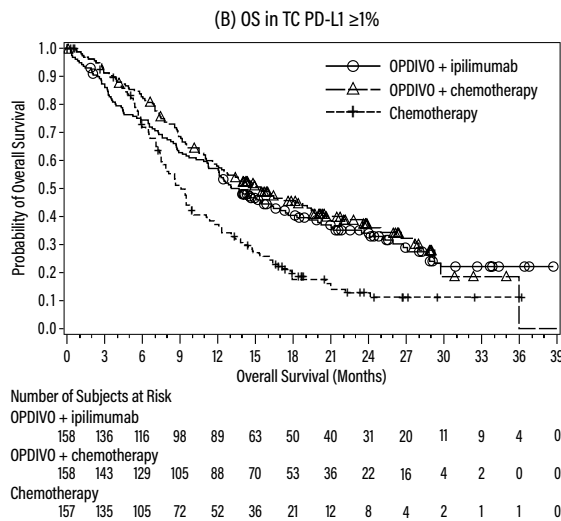 (B) OS in TC PD-L1 ≥1%
OPDIVO + ipilimumab
OPDIVO + chemotherapy
Chemotherapy
Probability of Overall Survival
1.0
0.9
0.8
0.7
0.6
0.5
0.4
0.3
0.2
0.1
0.0
0 3 6 9 12 15 18 21 24 27 30 33 36 39
Overall Survival (Months)
Number of Subjects at Risk
OPDIVO + ipilimumab
158 136 116 98 89 63 50 40 31 20 11 9 4 0
OPDIVO + chemotherapy
158 143 129 105 88 70 53 36 22 16 4 2 0 0
Chemotherapy
157 135 105 72 52 36 21 12 8 4 2 1 1 0